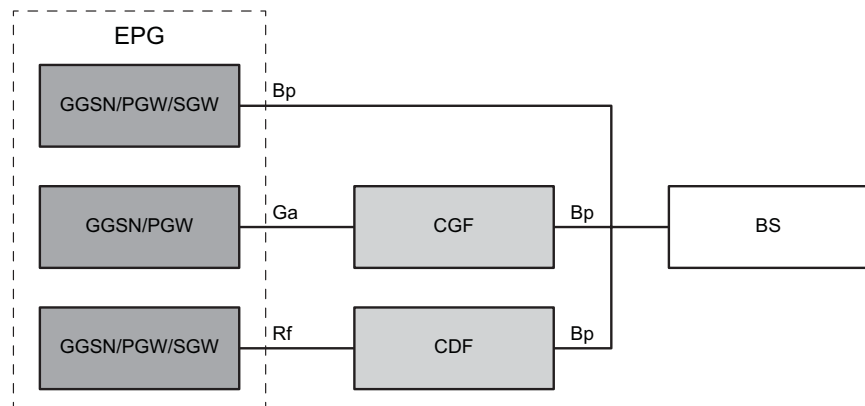 EPG
GGSN/PGW/SGW
Bp
GGSN/PGW
Ga
CGF
Bp
BS
GGSN/PGW/SGW
Rf
CDF
Bp